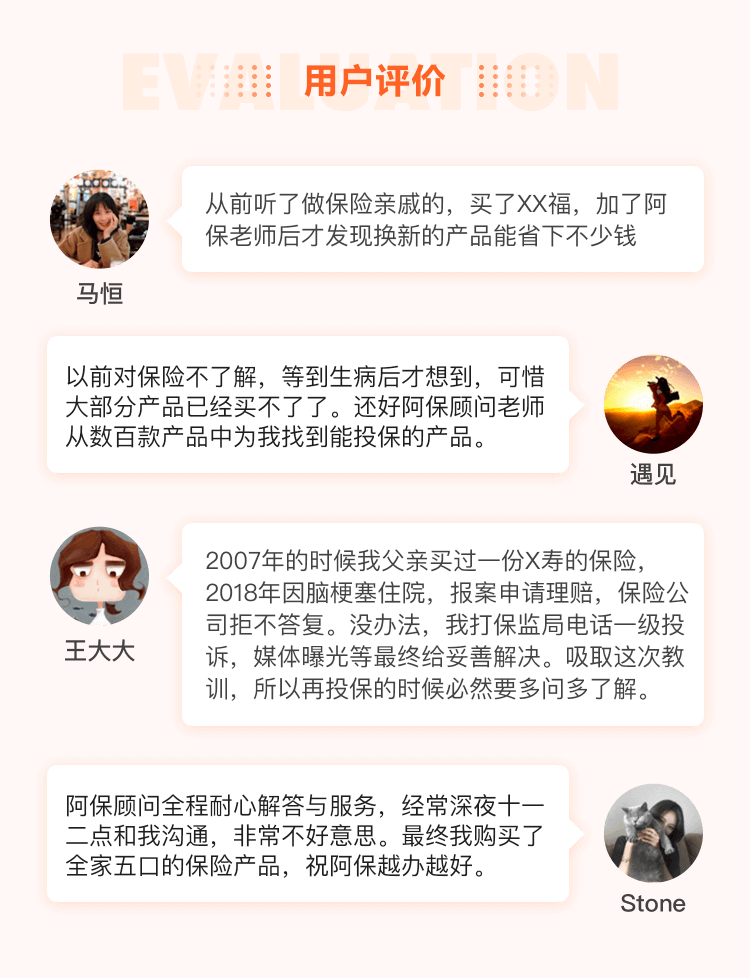 EVALUATION
用户评价
从前听了做保险亲戚的，买了XX福，加了阿
保老师后才发现换新的产品能省下不少钱
马恒
以前对保险不了解，等到生病后才想到，可惜
大部分产品已经买不了了。还好阿保顾问老师
从数百款产品中为我找到能投保的产品。
遇见
2007年的时候我父亲买过一份X寿的保险，
2018年因脑梗塞住院，报案申请理赔，保险公
司拒不答复。没办法，我打保监局电话一级投
诉，媒体曝光等最终给妥善解决。吸取这次教
训，所以再投保的时候必然要多问多了解。
王大大
阿保顾问全程耐心解答与服务，经常深夜十一
二点和我沟通，非常不好意思。最终我购买了
全家五口的保险产品，祝阿保越办越好。
Stone